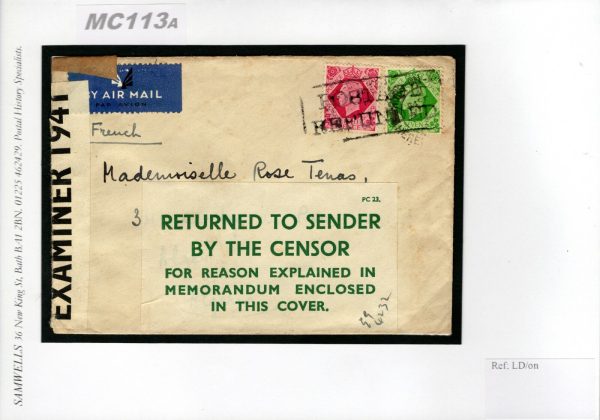 MC113A
SAMWELLS 36 New King St, Bath BA1 2BN. 01225 462429. Postal History Specialists.
BY AIR MAIL
PAR AVION
French
EXAMINER 1941
Mademoiselle Rose Tenas,
3
PC 23.
RETURNED TO SENDER
BY THE CENSOR
FOR REASON EXPLAINED IN
MEMORANDUM ENCLOSED
IN THIS COVER.
Ref: LD/on